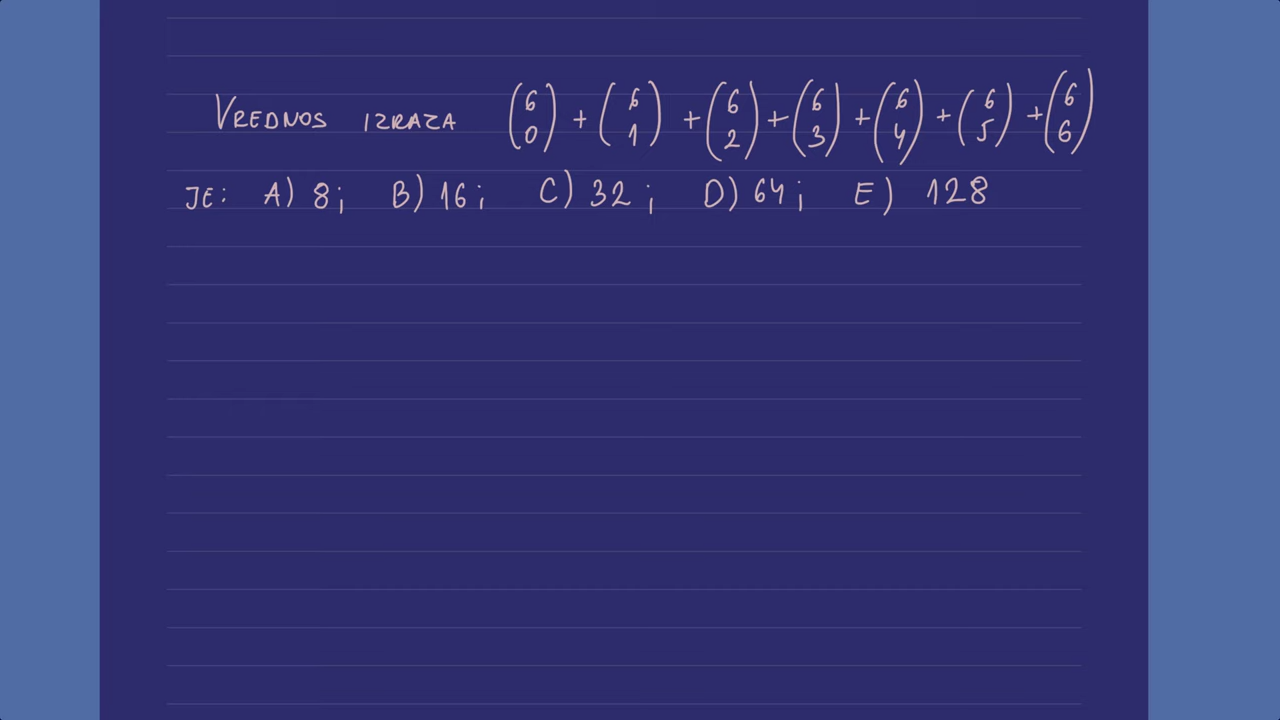 VREDNOS IZRAZA (6 0) + (6 1) + (6 2) + (6 3) + (6 4) + (6 5) + (6 6)
JE: A) 8; B) 16; C) 32; D) 64; E) 128